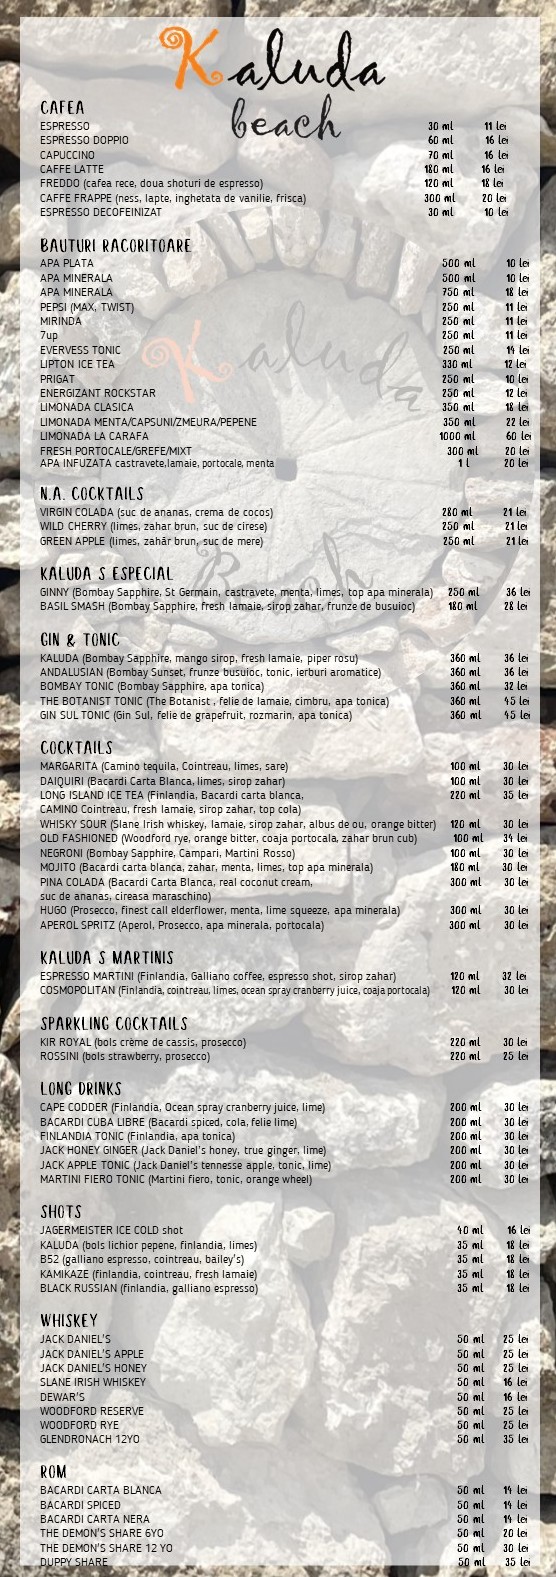 Kaluda
beach
CAFEA
ESPRESSO 30 ml 11 lei
ESPRESSO DOPPIO 60 ml 16 lei
CAPUCCINO 70 ml 16 lei
CAFFE LATTE 180 ml 16 lei
FREDDO (cafea rece, doua shoturi de espresso) 120 ml 18 lei
CAFFE FRAPPE (ness, lapte, inghetata de vanilie, frisca) 300 ml 20 lei
ESPRESSO DECOFEINIZAT 30 ml 10 lei
BAUTURI RACORITOARE
APA PLATA 500 ml 10 lei
APA MINERALA 500 ml 10 lei
APA MINERALA 750 ml 18 lei
PEPSI (MAX, TWIST) 250 ml 11 lei
MIRINDA 250 ml 11 lei
7up 250 ml 11 lei
EVERVESS TONIC 250 ml 14 lei
LIPTON ICE TEA 330 ml 12 lei
PRIGAT 250 ml 10 lei
ENERGIZANT ROCKSTAR 250 ml 12 lei
LIMONADA CLASICA 350 ml 18 lei
LIMONADA MENTA/CAPSUNI/ZMEURA/PEPENE 350 ml 22 lei
LIMONADA LA CARAFA 1000 ml 60 lei
FRESH PORTOCALE/GREFE/MIXT 300 ml 20 lei
APA INFUZATA castravete,lamaie, portocale, menta 1 l 20 lei
N.A. COCKTAILS
VIRGIN COLADA (suc de ananas, crema de cocos) 280 ml 21 lei
WILD CHERRY (limes, zahar brun, suc de cirese) 250 ml 21 lei
GREEN APPLE (limes, zahăr brun, suc de mere) 250 ml 21 lei
KALUDA S ESPECIAL
GINNY (Bombay Sapphire, St Germain, castravete, menta, limes, top apa minerala) 250 ml 36 lei
BASIL SMASH (Bombay Sapphire, fresh lamaie, sirop zahar, frunze de busuioc) 180 ml 28 lei
GIN & TONIC
KALUDA (Bombay Sapphire, mango sirop, fresh lamaie, piper rosu) 360 ml 36 lei
ANDALUSIAN (Bombay Sunset, frunze busuioc, tonic, ierburi aromatice) 360 ml 36 lei
BOMBAY TONIC (Bombay Sapphire, apa tonica) 360 ml 32 lei
THE BOTANIST TONIC (The Botanist , felie de lamaie, cimbru, apa tonica) 360 ml 45 lei
GIN SUL TONIC (Gin Sul, felie de grapefruit, rozmarin, apa tonica) 360 ml 45 lei
COCKTAILS
MARGARITA (Camino tequila, Cointreau, limes, sare) 100 ml 30 lei
DAIQUIRI (Bacardi Carta Blanca, limes, sirop zahar) 100 ml 30 lei
LONG ISLAND ICE TEA (Finlandia, Bacardi carta blanca, 220 ml 35 lei
CAMINO Cointreau, fresh lamaie, sirop zahar, top cola)
WHISKY SOUR (Slane Irish whiskey, lamaie, sirop zahar, albus de ou, orange bitter) 120 ml 30 lei
OLD FASHIONED (Woodford rye, orange bitter, coaja portocala, zahar brun cub) 100 ml 34 lei
NEGRONI (Bombay Sapphire, Campari, Martini Rosso) 100 ml 30 lei
MOJITO (Bacardi carta blanca, zahar, menta, limes, top apa minerala) 180 ml 30 lei
PINA COLADA (Bacardi Carta Blanca, real coconut cream, 300 ml 30 lei
suc de ananas, cireasa maraschino)
HUGO (Prosecco, finest call elderflower, menta, lime squeeze, apa minerala) 300 ml 30 lei
APEROL SPRITZ (Aperol, Prosecco, apa minerala, portocala) 300 ml 30 lei
KALUDA S MARTINIS
ESPRESSO MARTINI (Finlandia, Galliano coffee, espresso shot, sirop zahar) 120 ml 32 lei
COSMOPOLITAN (Finlandia, cointreau, limes, ocean spray cranberry juice, coaja portocala) 120 ml 30 lei
SPARKLING COCKTAILS
KIR ROYAL (bols crème de cassis, prosecco) 220 ml 30 lei
ROSSINI (bols strawberry, prosecco) 220 ml 25 lei
LONG DRINKS
CAPE CODDER (Finlandia, Ocean spray cranberry juice, lime) 200 ml 30 lei
BACARDI CUBA LIBRE (Bacardi spiced, cola, felie lime) 200 ml 30 lei
FINLANDIA TONIC (Finlandia, apa tonica) 200 ml 30 lei
JACK HONEY GINGER (Jack Daniel's honey, true ginger, lime) 200 ml 30 lei
JACK APPLE TONIC (Jack Daniel's tennesse apple, tonic, lime) 200 ml 30 lei
MARTINI FIERO TONIC (Martini fiero, tonic, orange wheel) 200 ml 30 lei
SHOTS
JAGERMEISTER ICE COLD shot 40 ml 16 lei
KALUDA (bols lichior pepene, finlandia, limes) 35 ml 18 lei
B52 (galliano espresso, cointreau, bailey's) 35 ml 18 lei
KAMIKAZE (finlandia, cointreau, fresh lamaie) 35 ml 18 lei
BLACK RUSSIAN (finlandia, galliano espresso) 35 ml 18 lei
WHISKEY
JACK DANIEL'S 50 ml 25 lei
JACK DANIEL'S APPLE 50 ml 25 lei
JACK DANIEL'S HONEY 50 ml 25 lei
SLANE IRISH WHISKEY 50 ml 16 lei
DEWAR'S 50 ml 16 lei
WOODFORD RESERVE 50 ml 25 lei
WOODFORD RYE 50 ml 25 lei
GLENDRONACH 12YO 50 ml 35 lei
ROM
BACARDI CARTA BLANCA 50 ml 14 lei
BACARDI SPICED 50 ml 14 lei
BACARDI CARTA NERA 50 ml 14 lei
THE DEMON'S SHARE 6YO 50 ml 20 lei
THE DEMON'S SHARE 12 YO 50 ml 30 lei
DUPPY SHARE 50 ml 35 lei